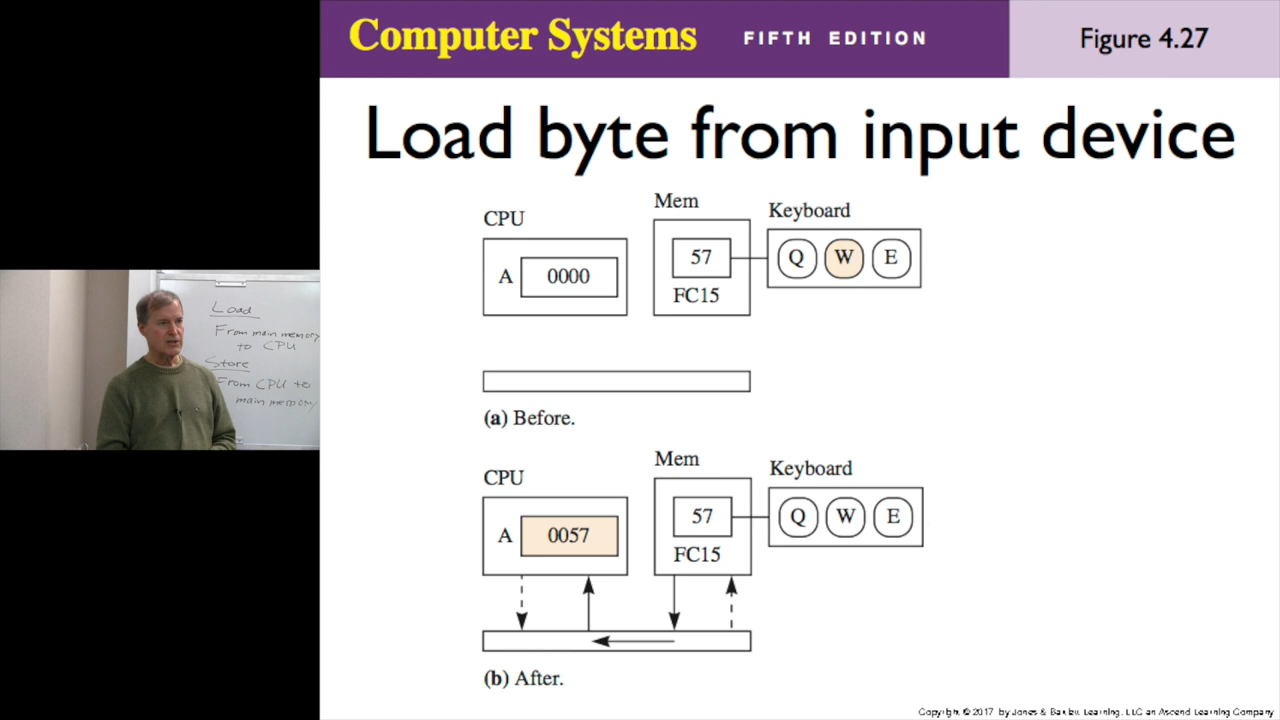 Computer Systems FIFTH EDITION Figure 4.27
Load byte from input device
CPU
Mem
Keyboard
A 0000
57
FC15
Q W E
(a) Before.
CPU
Mem
Keyboard
A 0057
57
FC15
Q W E
(b) After.
Load
From main memory
to CPU
Store
From CPU to
main memory
Copyright © 2017 by Jones & Bartlett Learning, LLC an Ascend Learning Company